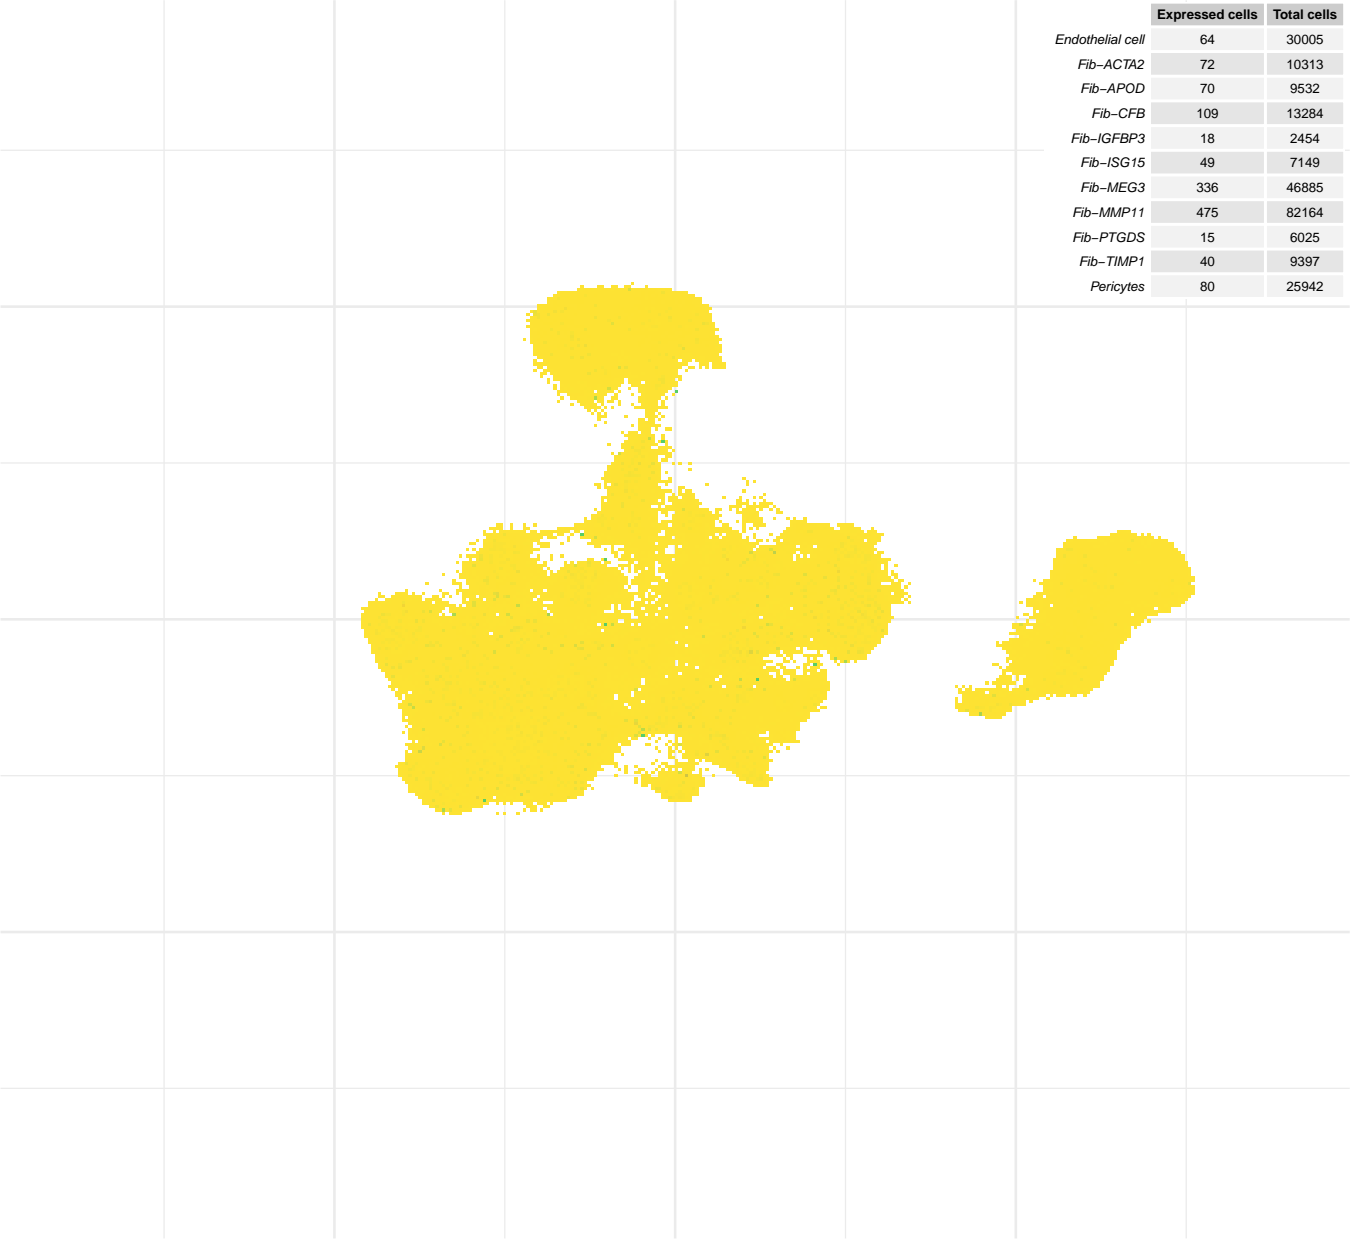 Expressed cells Total cells
Endothelial cell 64 30005
Fib−ACTA2 72 10313
Fib−APOD 70 9532
Fib−CFB 109 13284
Fib−IGFBP3 18 2454
Fib−ISG15 49 7149
Fib−MEG3 336 46885
Fib−MMP11 475 82164
Fib−PTGDS 15 6025
Fib−TIMP1 40 9397
Pericytes 80 25942